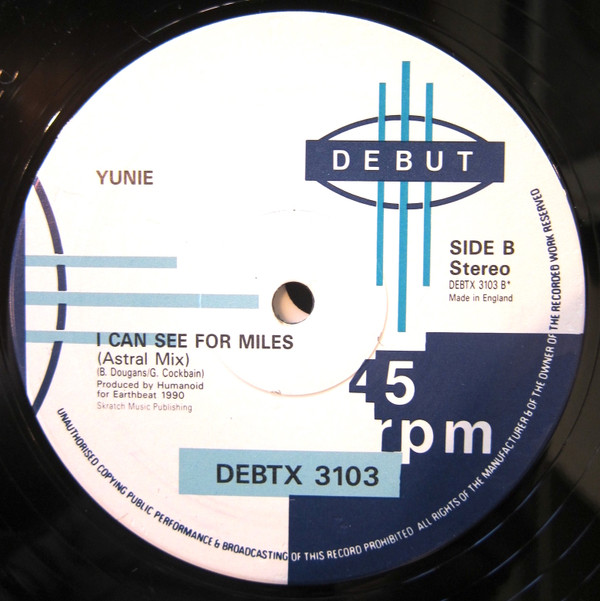 YUNIE
DEBUT
SIDE B
Stereo
DEBTX 3103 B*
Made in England
I CAN SEE FOR MILES
(Astral Mix)
(B. Dougans/G. Cockbain)
Produced by Humanoid
for Earthbeat 1990
Skratch Music Publishing
45
rpm
DEBTX 3103
UNAUTHORISED COPYING PUBLIC PERFORMANCE & BROADCASTING OF THIS RECORD PROHIBITED ALL RIGHTS OF THE MANUFACTURER & OF THE OWNER OF THE RECORDED WORK RESERVED